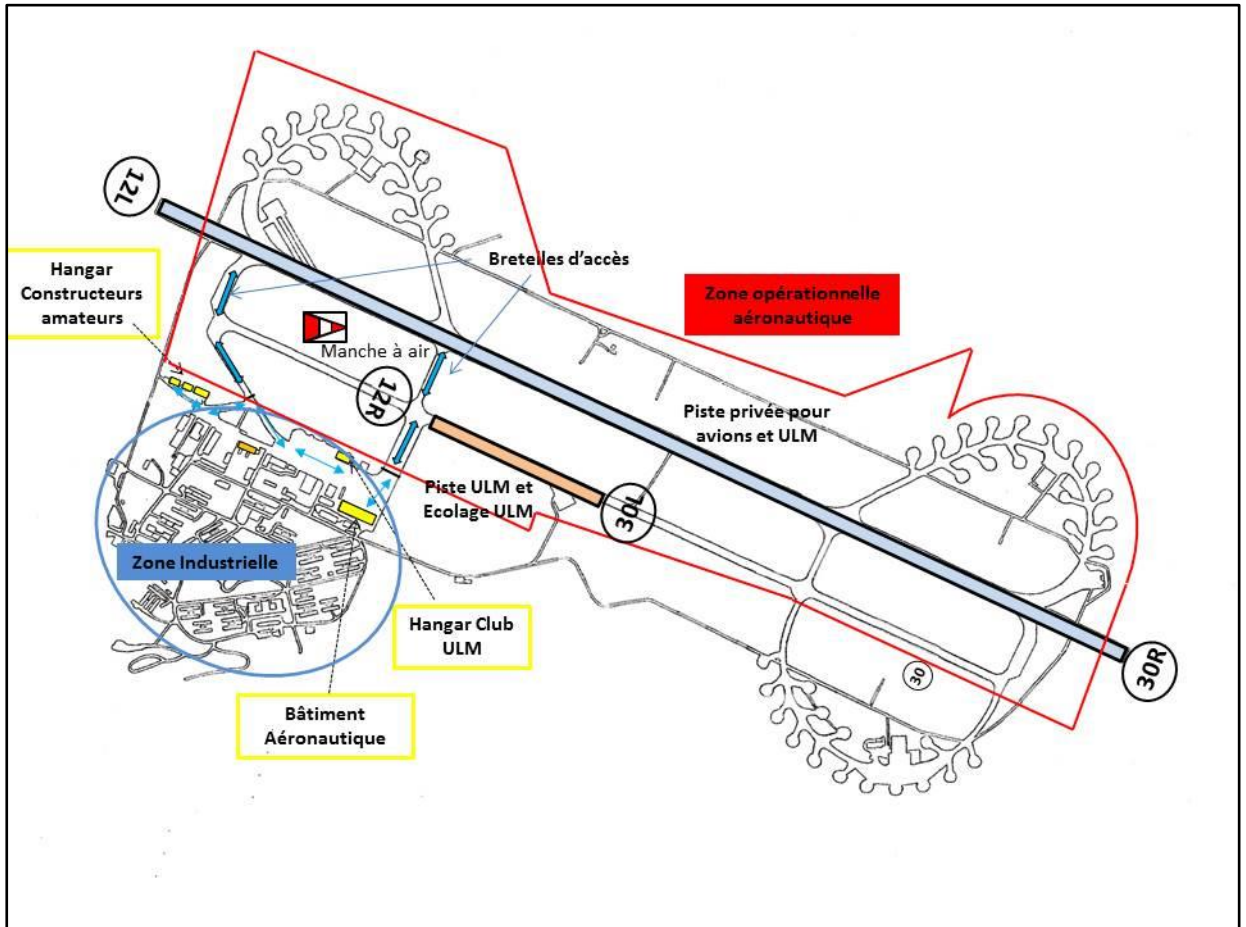 12L
Hangar
Constructeurs
amateurs
Bretelles d'accès
Zone opérationnelle
aéronautique
Manche à air
12R
Piste privée pour
avions et ULM
Piste ULM et
Ecolage ULM
30L
Zone Industrielle
Hangar Club
ULM
30
30R
Bâtiment
Aéronautique